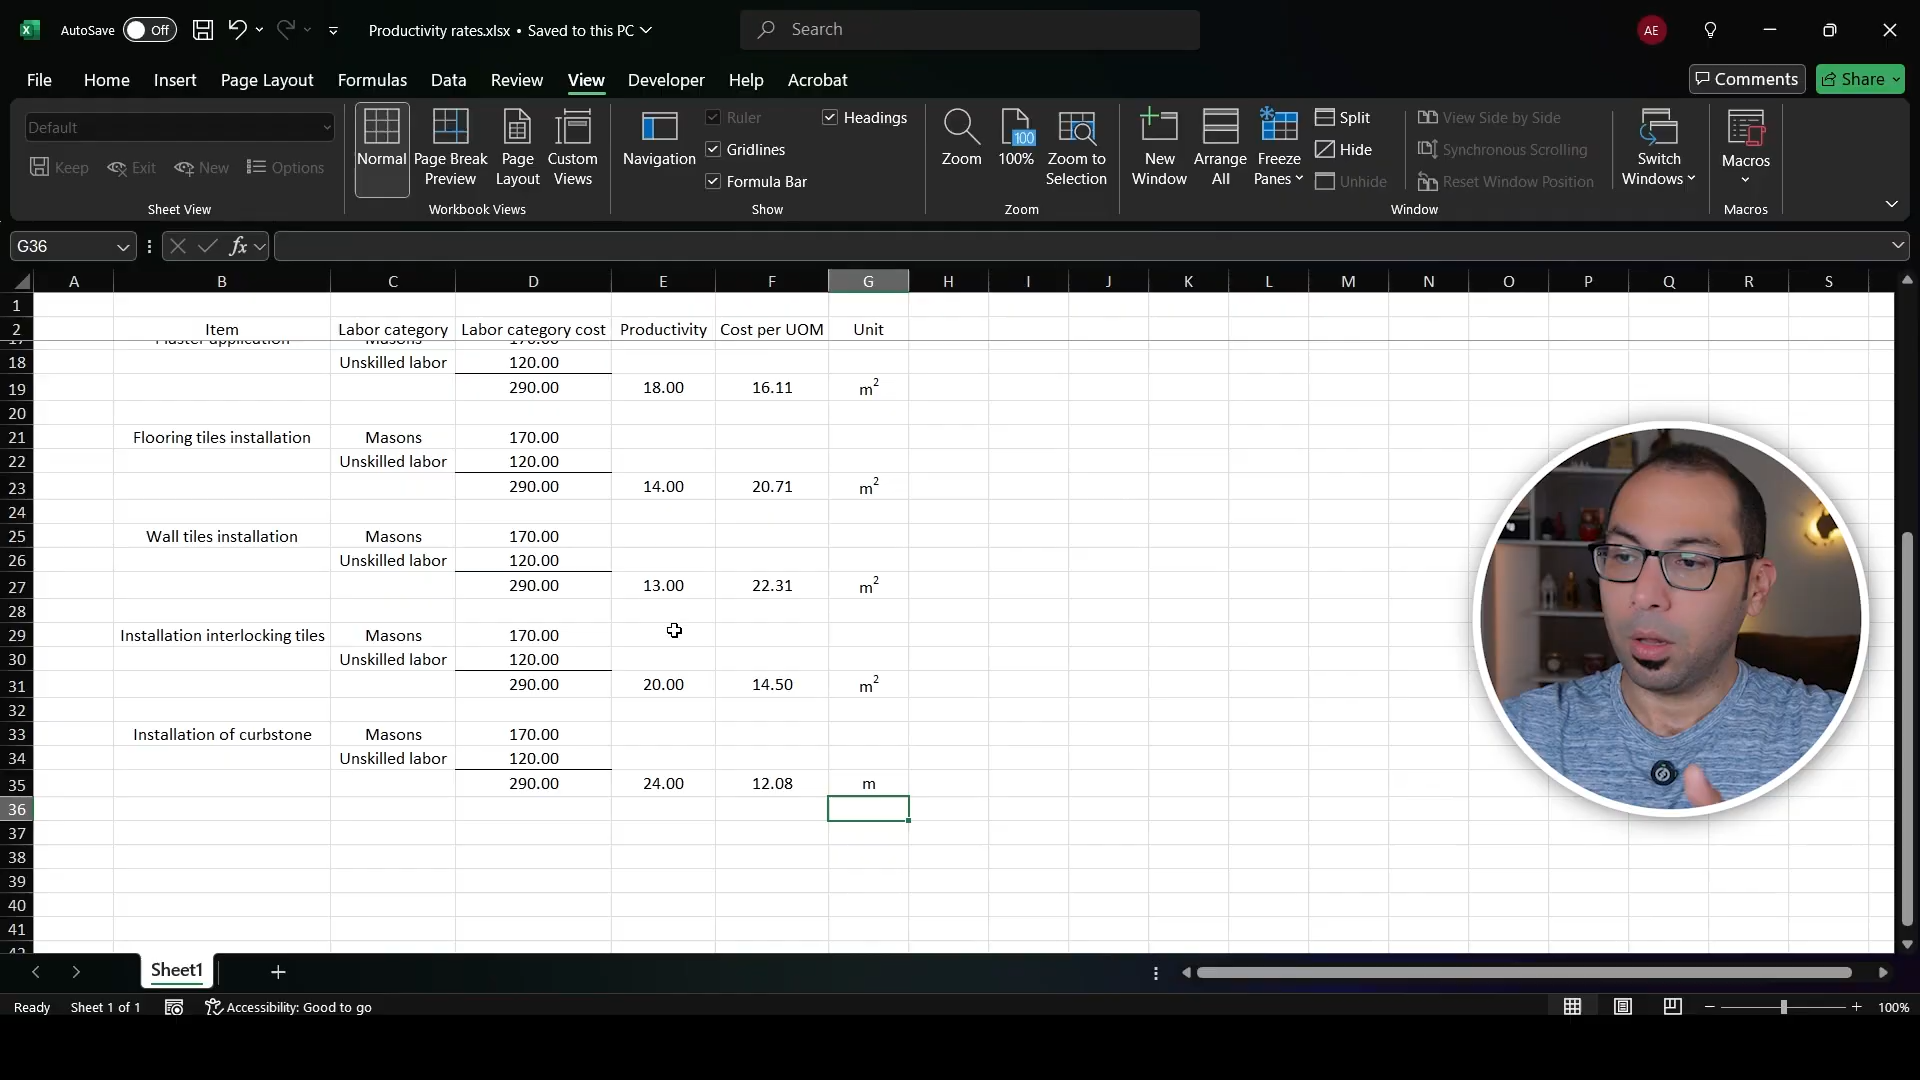 AutoSave Off Productivity rates.xlsx • Saved to this PC Search AE
File Home Insert Page Layout Formulas Data Review View Developer Help Acrobat Comments Share
Default Ruler Headings Split View Side by Side
Gridlines Hide Synchronous Scrolling
Keep Exit New Options Normal Page Break Preview Page Layout Custom Views Navigation Formula Bar Zoom 100% Zoom to Selection New Window Arrange All Freeze Panes Unhide Reset Window Position Switch Windows Macros
Sheet View Workbook Views Show Zoom Window Macros
G36 fx
A B C D E F G H I J K L M N O P Q R S
1
2 Item Labor category Labor category cost Productivity Cost per UOM Unit
17 Plaster application Masons 170.00
18 Unskilled labor 120.00
19 290.00 18.00 16.11 m²
20
21 Flooring tiles installation Masons 170.00
22 Unskilled labor 120.00
23 290.00 14.00 20.71 m²
24
25 Wall tiles installation Masons 170.00
26 Unskilled labor 120.00
27 290.00 13.00 22.31 m²
28
29 Installation interlocking tiles Masons 170.00
30 Unskilled labor 120.00
31 290.00 20.00 14.50 m²
32
33 Installation of curbstone Masons 170.00
34 Unskilled labor 120.00
35 290.00 24.00 12.08 m
36
37
38
39
40
41
42
Sheet1
Ready Sheet 1 of 1 Accessibility: Good to go 100%